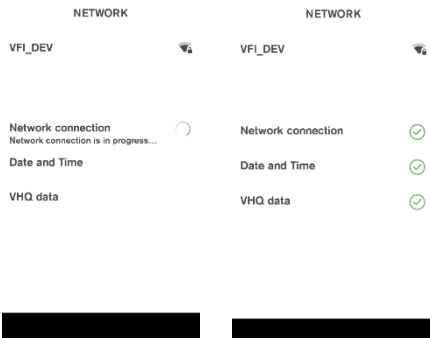 NETWORK
VFI_DEV
Network connection
Network connection is in progress...
Date and Time
VHQ data
NETWORK
VFI_DEV
Network connection
Date and Time
VHQ data